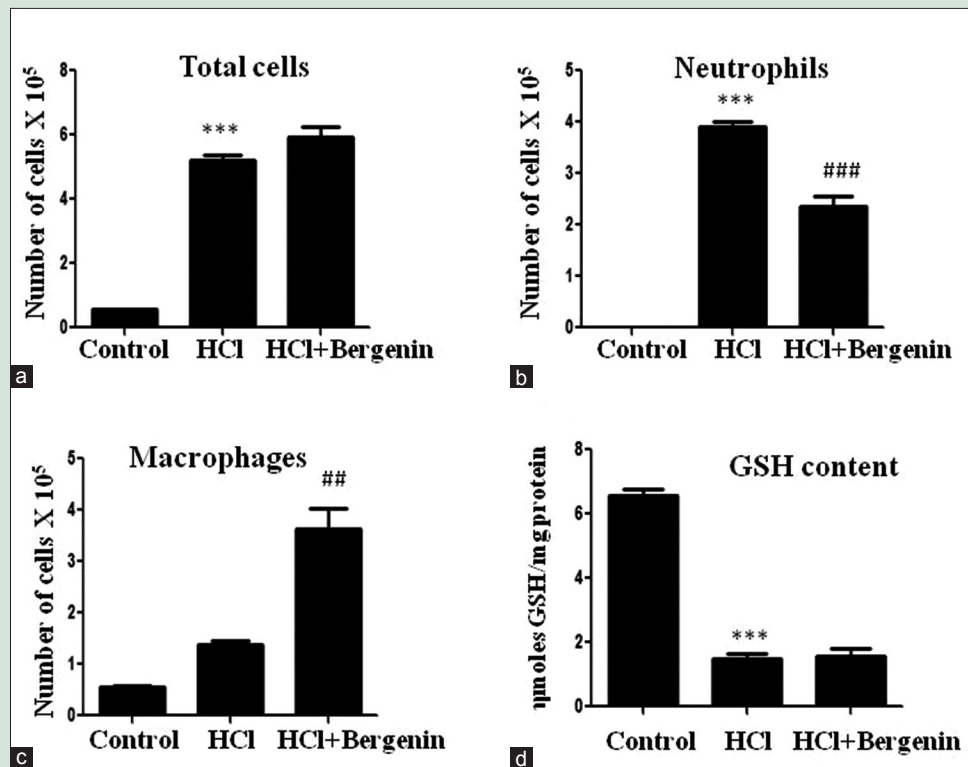 Total cells
Number of cells X 10⁵
8
6
4
2
0
***
Control HCl HCl+Bergenin
a
Neutrophils
Number of cells X 10⁵
5
4
3
2
1
0
***
###
Control HCl HCl+Bergenin
b
Macrophages
Number of cells X 10⁵
5
4
3
2
1
0
##
Control HCl HCl+Bergenin
c
GSH content
ηmoles GSH/mgprotein
8
6
4
2
0
***
Control HCl HCl+Bergenin
d